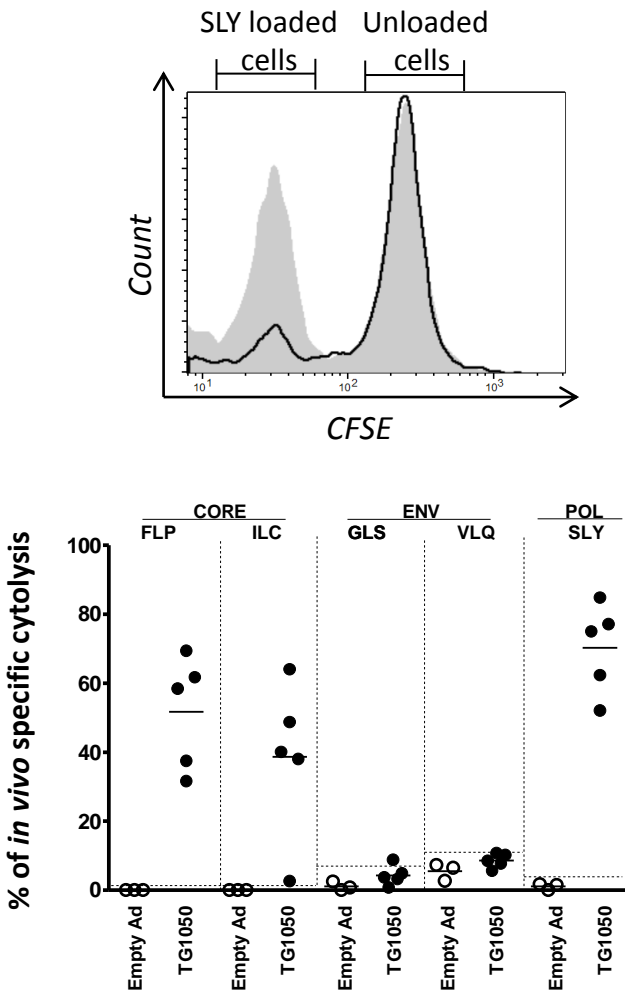 SLY loaded Unloaded
cells cells
Count
10¹ 10² 10³
CFSE
CORE ENV POL
FLP ILC GLS VLQ SLY
% of in vivo specific cytolysis
100
80
60
40
20
0
Empty Ad TG1050 Empty Ad TG1050 Empty Ad TG1050 Empty Ad TG1050 Empty Ad TG1050